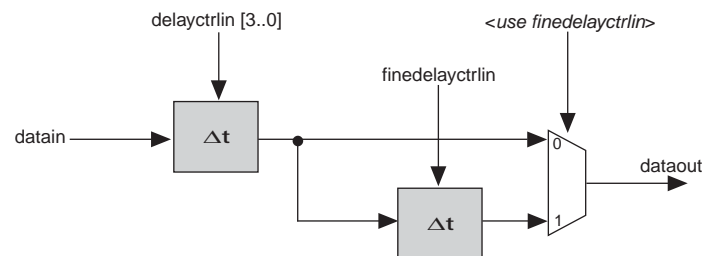 delayctrlin [3..0]
<use finedelayctrlin>
finedelayctrlin
datain
Δt
0
dataout
Δt
1